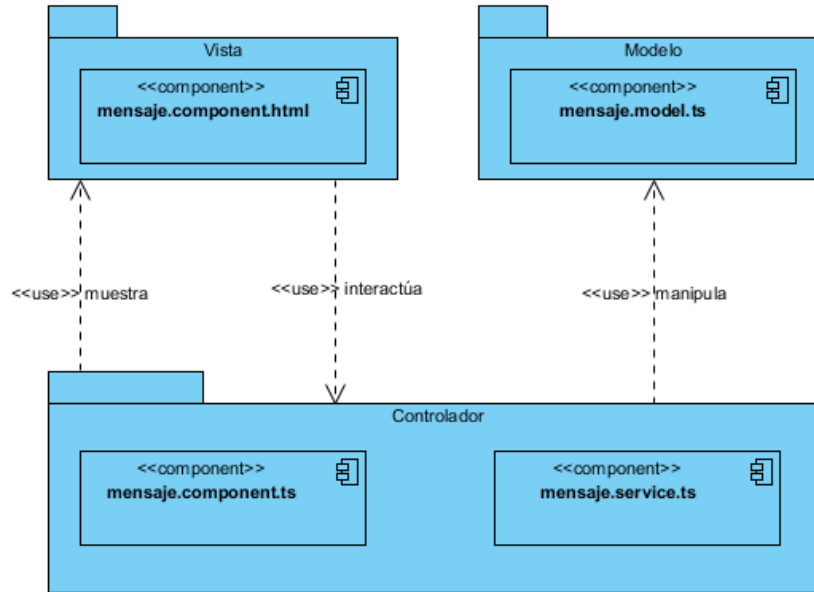 Vista
<<component>>
mensaje.component.html
Modelo
<<component>>
mensaje.model.ts
<<use>> muestra
<<use>> interactúa
<<use>> manipula
Controlador
<<component>>
mensaje.component.ts
<<component>>
mensaje.service.ts